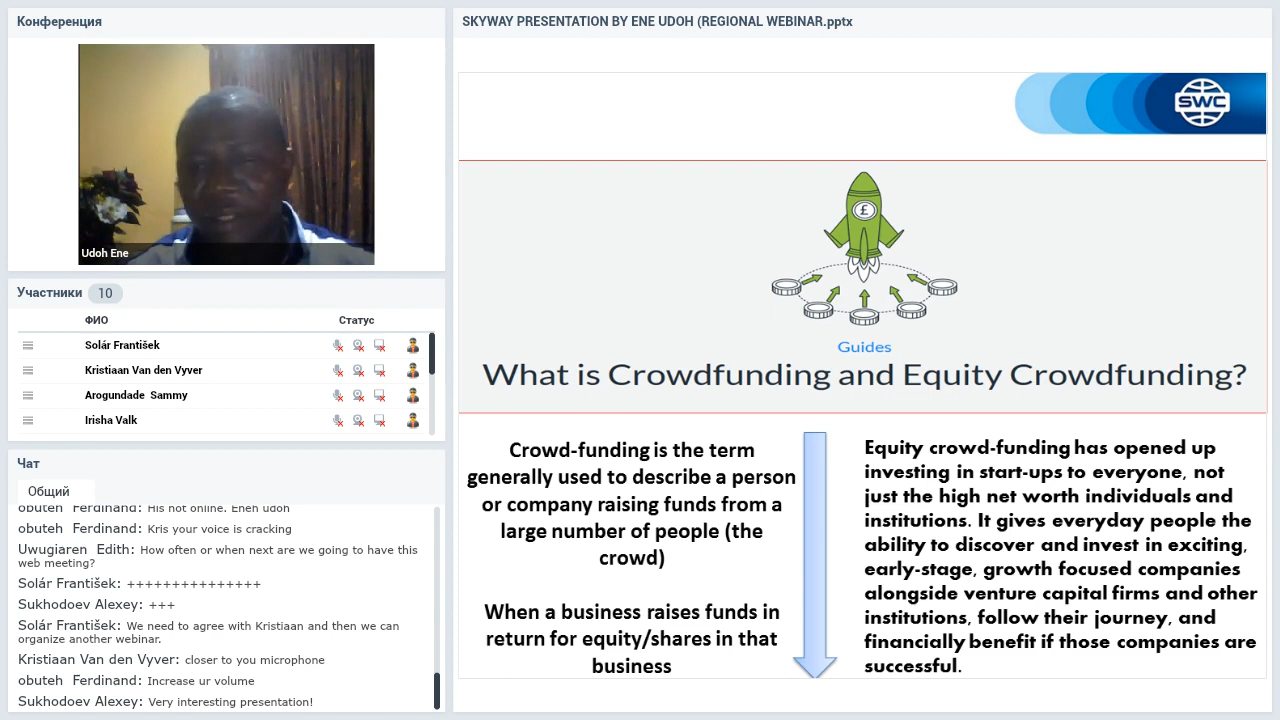 Конференция
Udoh Ene
Участники 10
ФИО Статус
Solár František
Kristiaan Van den Vyver
Arogundade Sammy
Irisha Valk
Чат
Общий
obuteh Ferdinand: His not online. Eneh udoh
obuteh Ferdinand: Kris your voice is cracking
Uwugiaren Edith: How often or when next are we going to have this
web meeting?
Solár František: +++++++++++++++
Sukhodoev Alexey: +++
Solár František: We need to agree with Kristiaan and then we can
organize another webinar.
Kristiaan Van den Vyver: closer to you microphone
obuteh Ferdinand: Increase ur volume
Sukhodoev Alexey: Very interesting presentation!
SKYWAY PRESENTATION BY ENE UDOH (REGIONAL WEBINAR.pptx
SWC
£
Guides
What is Crowdfunding and Equity Crowdfunding?
Crowd-funding is the term
generally used to describe a person
or company raising funds from a
large number of people (the
crowd)
When a business raises funds in
return for equity/shares in that
business
Equity crowd-funding has opened up
investing in start-ups to everyone, not
just the high net worth individuals and
institutions. It gives everyday people the
ability to discover and invest in exciting,
early-stage, growth focused companies
alongside venture capital firms and other
institutions, follow their journey, and
financially benefit if those companies are
successful.